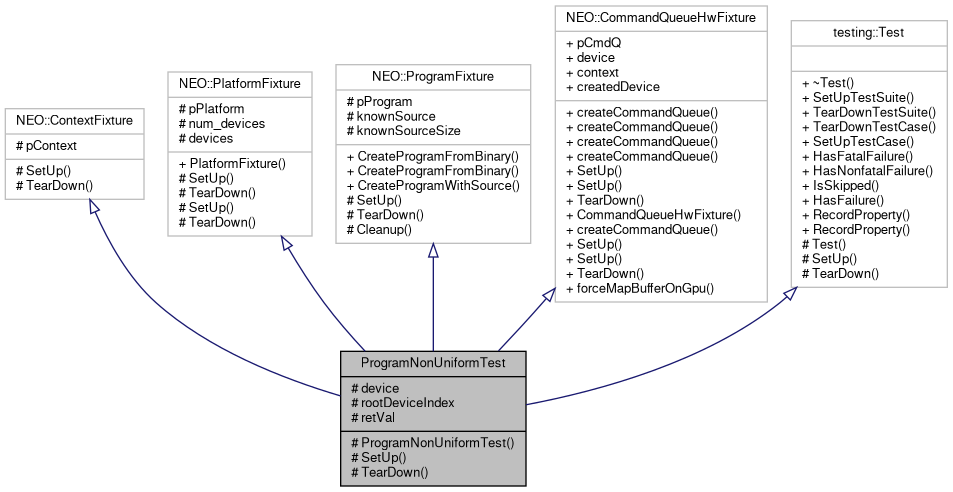 NEO::ContextFixture
# pContext
# SetUp()
# TearDown()
NEO::PlatformFixture
# pPlatform
# num_devices
# devices
+ PlatformFixture()
# SetUp()
# TearDown()
# SetUp()
# TearDown()
NEO::ProgramFixture
# pProgram
# knownSource
# knownSourceSize
+ CreateProgramFromBinary()
+ CreateProgramFromBinary()
+ CreateProgramWithSource()
# SetUp()
# TearDown()
# Cleanup()
NEO::CommandQueueHwFixture
+ pCmdQ
+ device
+ context
+ createdDevice
+ createCommandQueue()
+ createCommandQueue()
+ createCommandQueue()
+ createCommandQueue()
+ SetUp()
+ SetUp()
+ TearDown()
+ CommandQueueHwFixture()
+ createCommandQueue()
+ SetUp()
+ SetUp()
+ TearDown()
+ forceMapBufferOnGpu()
testing::Test
+ ~Test()
+ SetUpTestSuite()
+ TearDownTestSuite()
+ TearDownTestCase()
+ SetUpTestCase()
+ HasFatalFailure()
+ HasNonfatalFailure()
+ IsSkipped()
+ HasFailure()
+ RecordProperty()
+ RecordProperty()
# Test()
# SetUp()
# TearDown()
ProgramNonUniformTest
# device
# rootDeviceIndex
# retVal
# ProgramNonUniformTest()
# SetUp()
# TearDown()